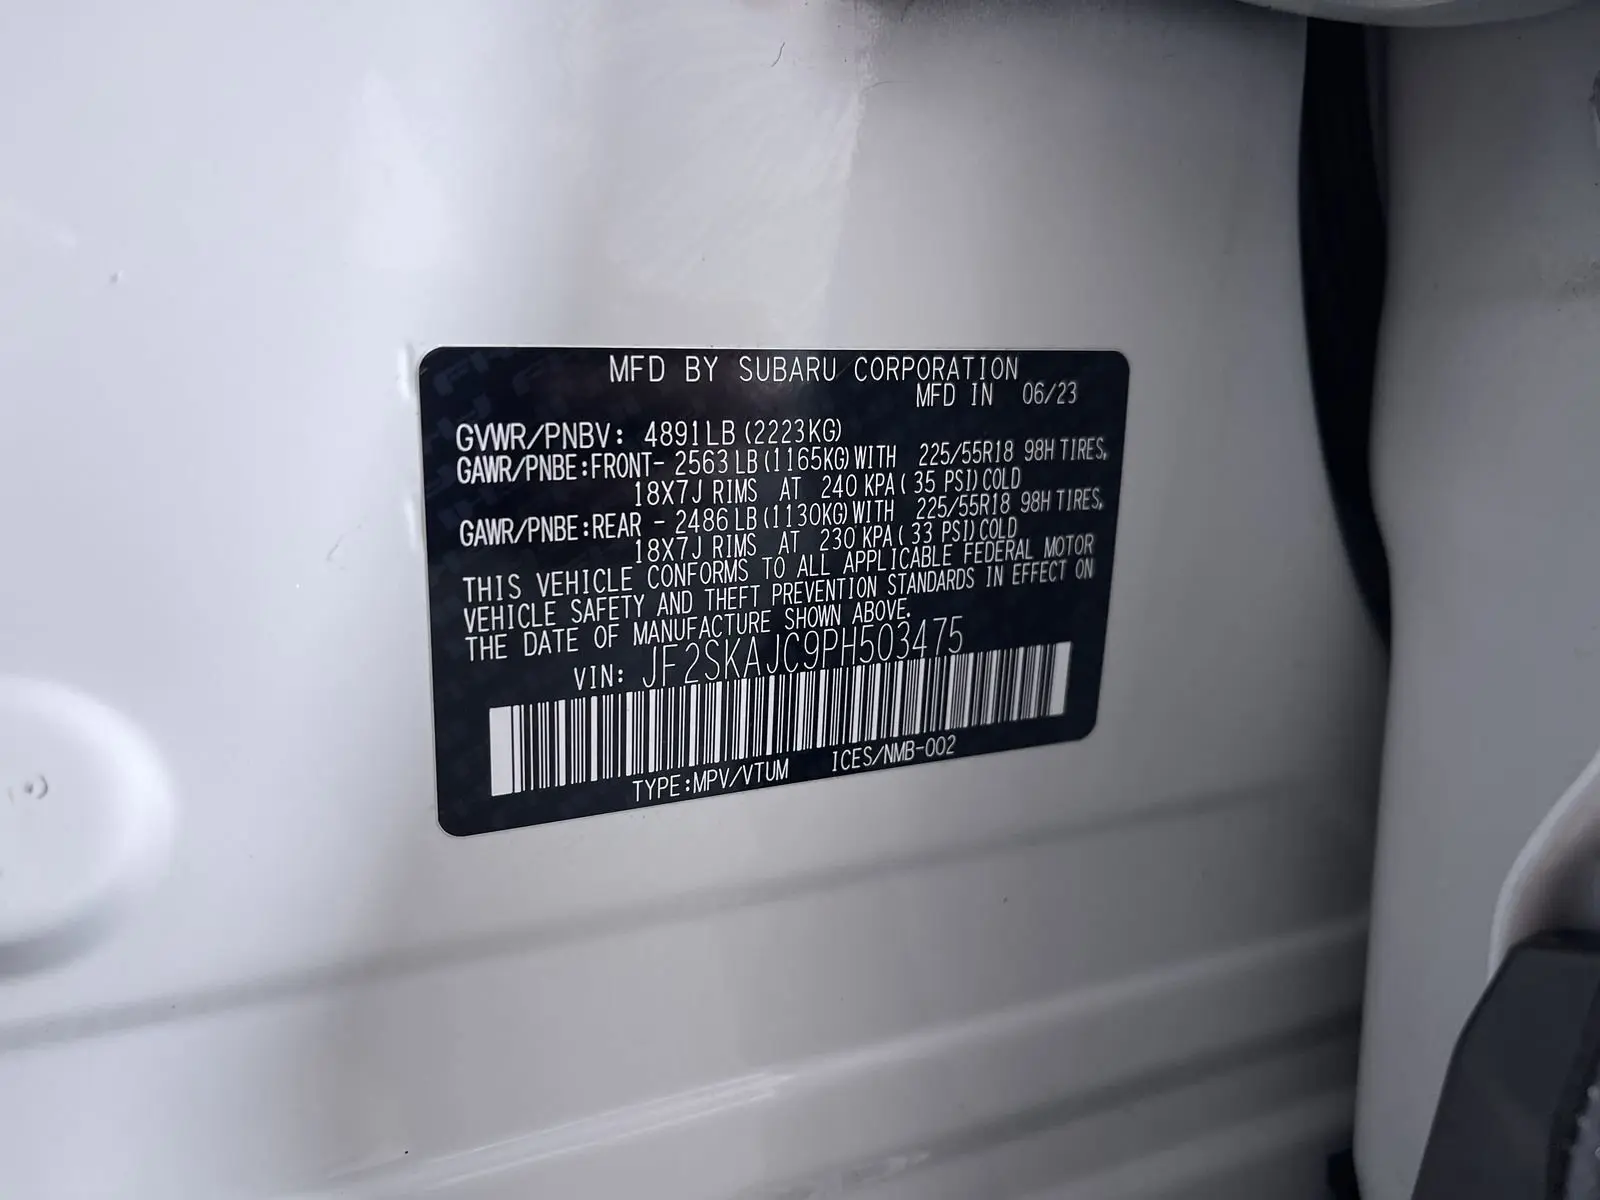 MFD BY SUBARU CORPORATION
MFD IN 06/23
GVWR/PNBV: 4891LB (2223KG)
GAWR/PNBE:FRONT- 2563LB (1165KG) WITH 225/55R18 98H TIRES,
18X7J RIMS AT 240 KPA ( 35 PSI) COLD
GAWR/PNBE:REAR - 2486LB (1130KG) WITH 225/55R18 98H TIRES,
18X7J RIMS AT 230 KPA ( 33 PSI) COLD
THIS VEHICLE CONFORMS TO ALL APPLICABLE FEDERAL MOTOR
VEHICLE SAFETY AND THEFT PREVENTION STANDARDS IN EFFECT ON
THE DATE OF MANUFACTURE SHOWN ABOVE.
VIN: JF2SKAJC9PH503475
TYPE:MPV/VTUM ICES/NMB-002